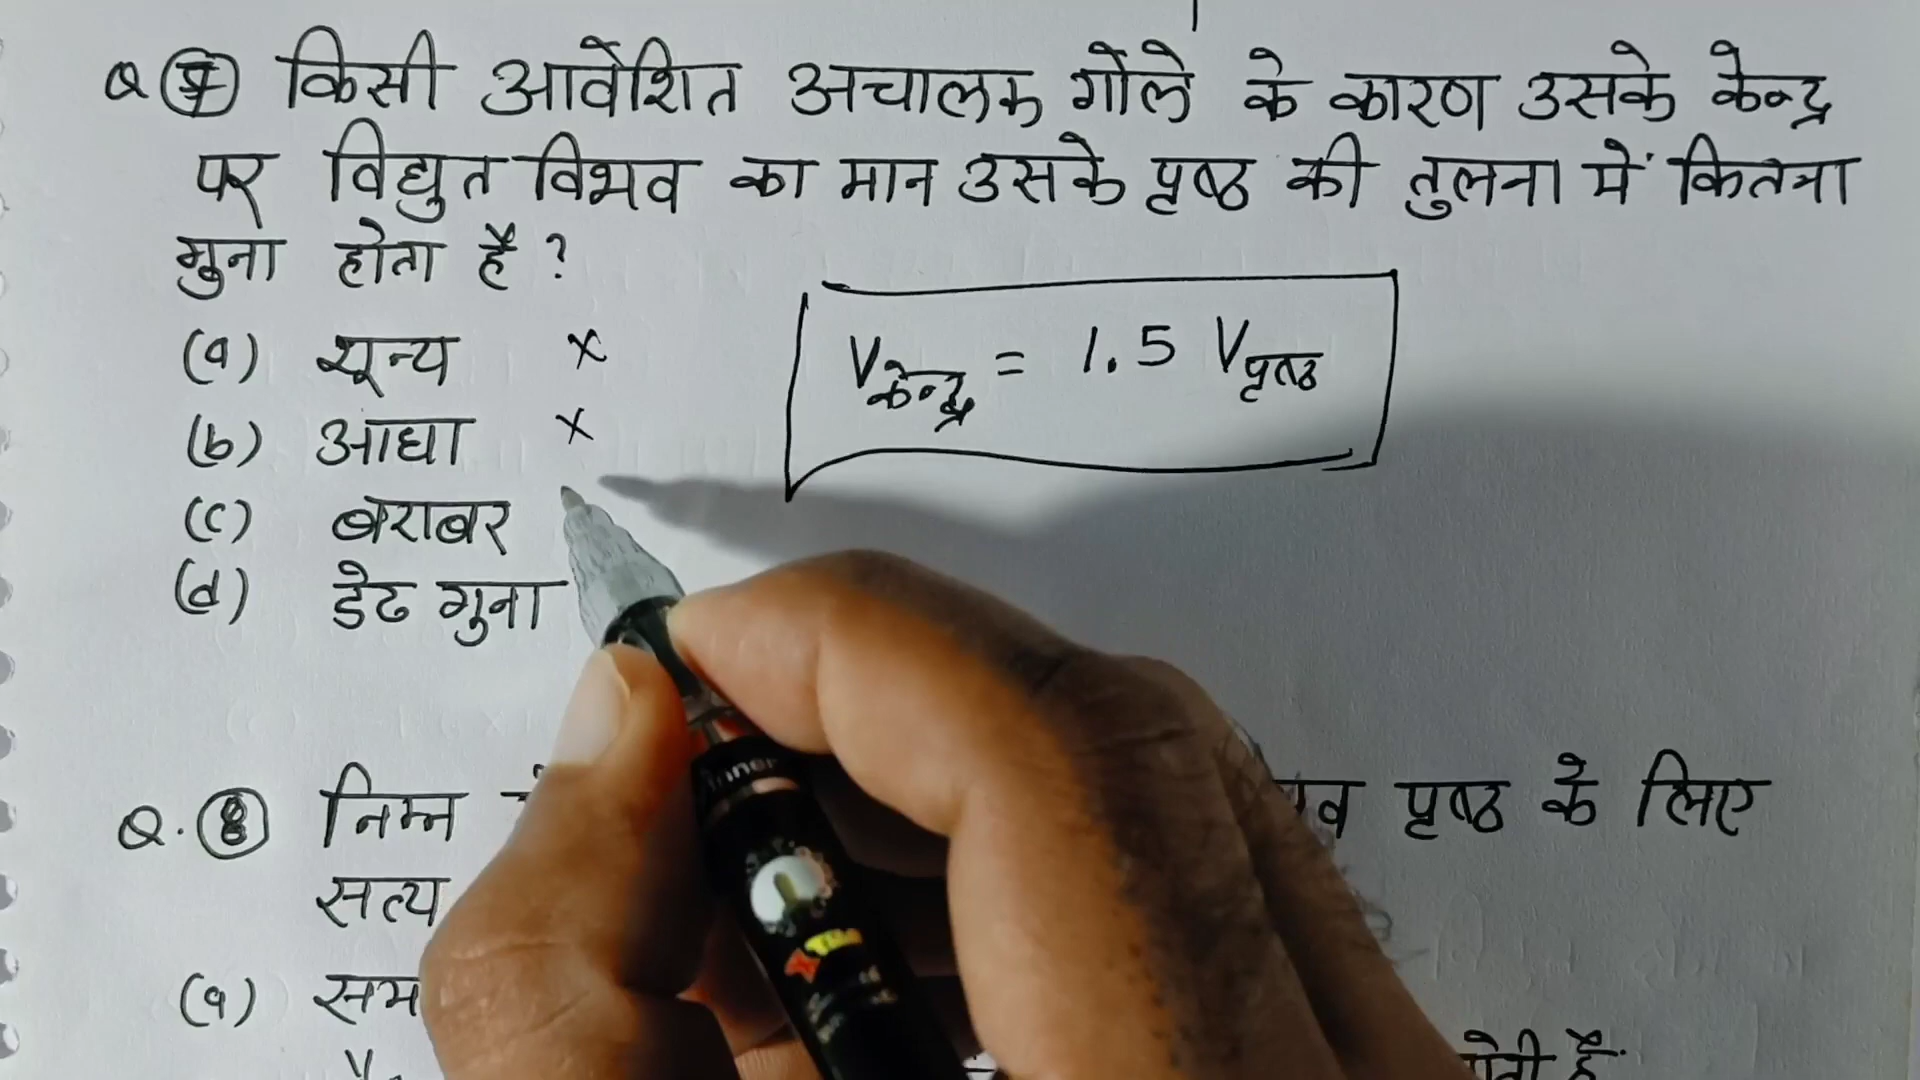 Q ⑦ किसी आवेशित अचालक गोले के कारण उसके केन्द्र
पर विद्युत विभव का मान उसके पृष्ठ की तुलना में कितना
गुना होता है ?
(a) शून्य ×
(b) आधा ×
(c) बराबर
(d) डेढ गुना
V केन्द्र = 1.5 V पृष्ठ
Q. ⑧ निम्न पृष्ठ के लिए
सत्य
(a) सम
है.